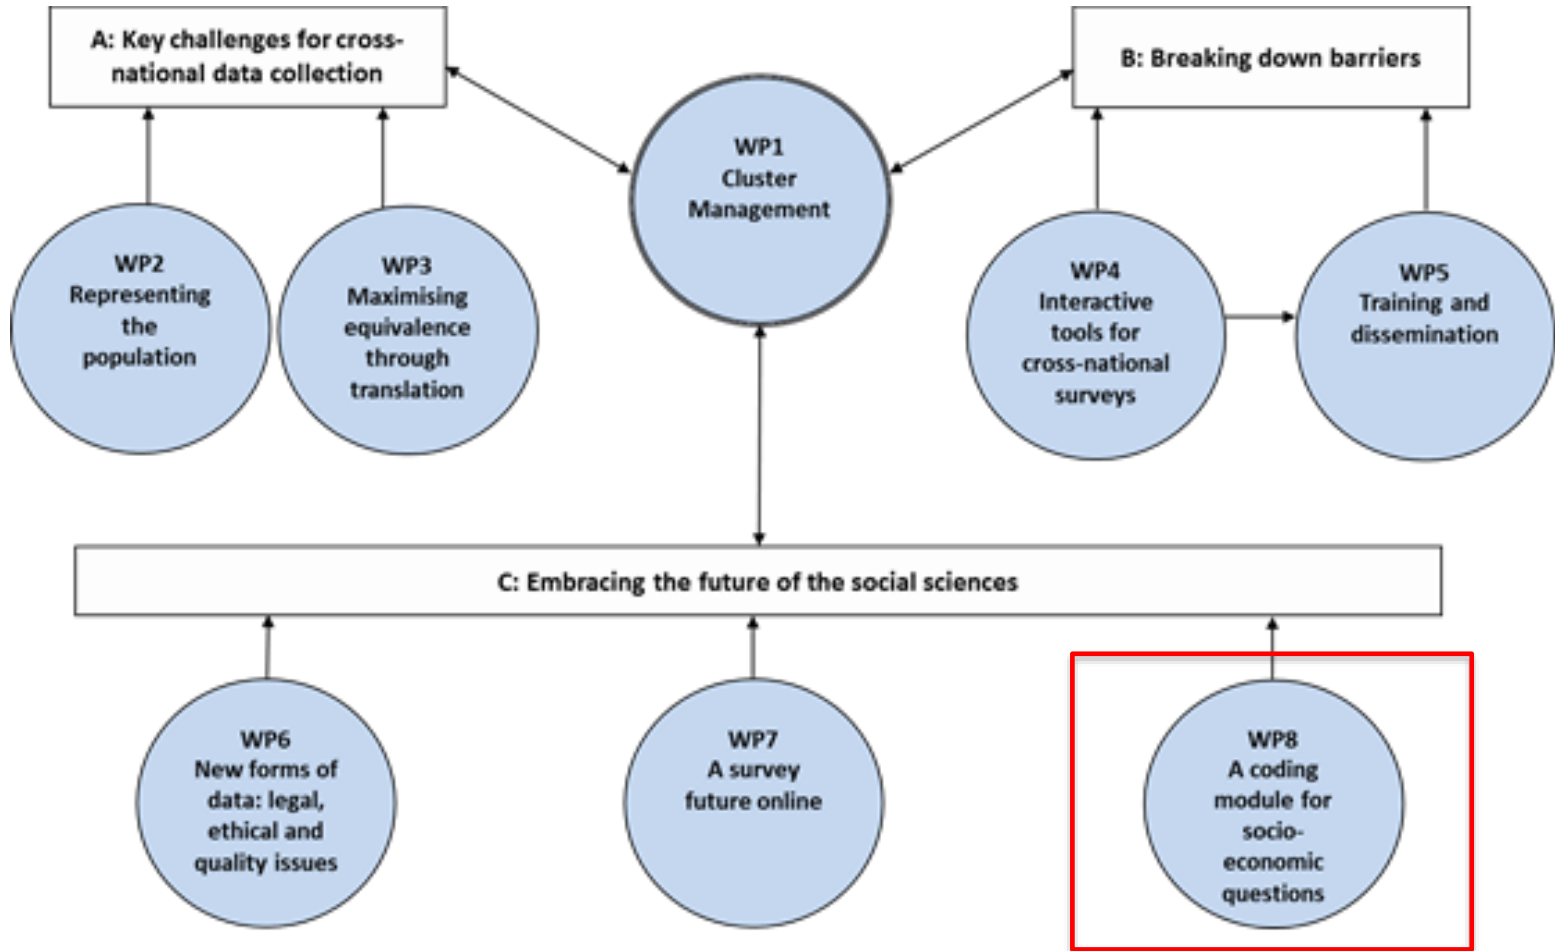 A: Key challenges for cross-
national data collection
B: Breaking down barriers
WP1
Cluster
Management
WP2
Representing
the
population
WP3
Maximising
equivalence
through
translation
WP4
Interactive
tools for
cross-national
surveys
WP5
Training and
dissemination
C: Embracing the future of the social sciences
WP6
New forms of
data: legal,
ethical and
quality issues
WP7
A survey
future online
WP8
A coding
module for
socio-
economic
questions